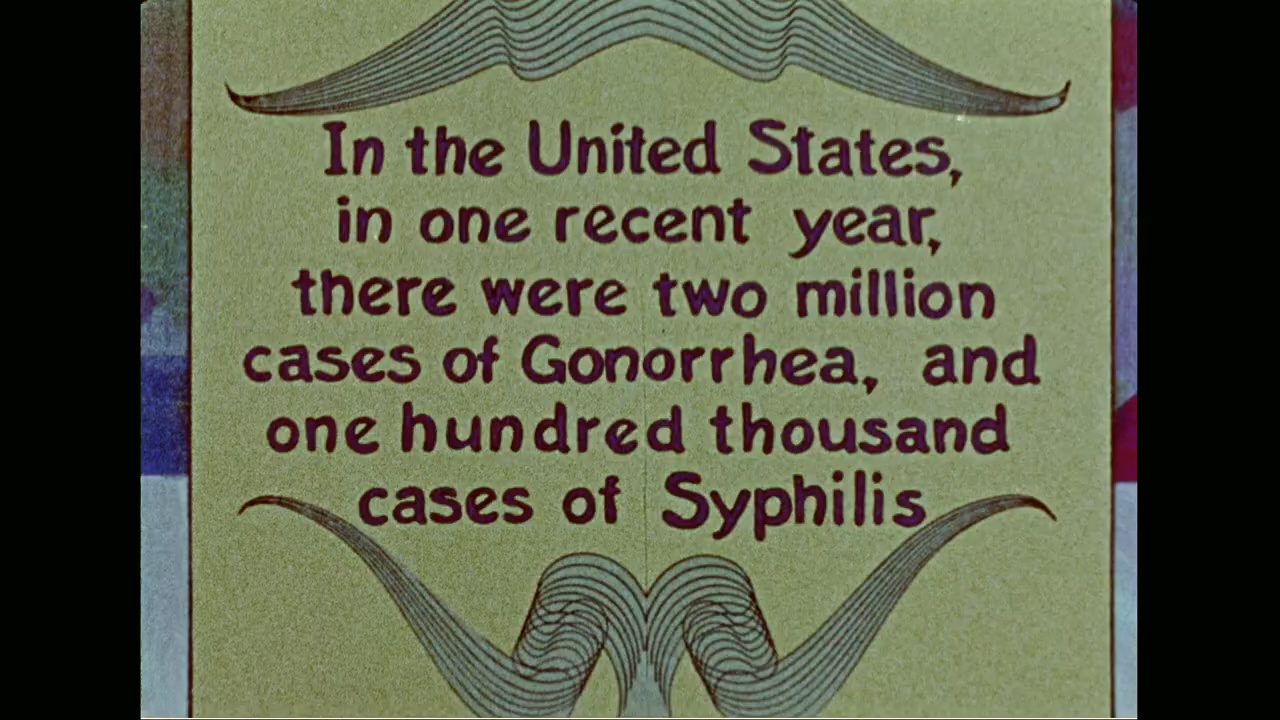 In the United States,
in one recent year,
there were two million
cases of Gonorrhea, and
one hundred thousand
cases of Syphilis